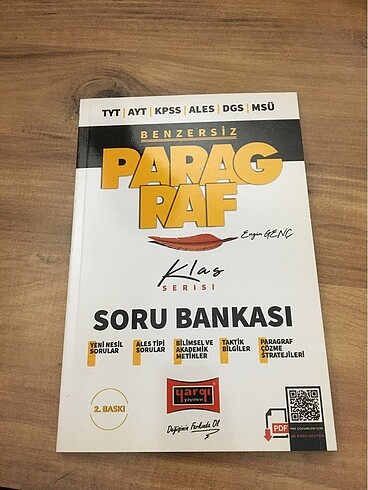 TYT | AYT | KPSS | ALES | DGS | MSÜ
BENZERSİZ
PARAG
RAF
Engin GENÇ
Klas
SERISI
SORU BANKASI
YENİ NESİL
SORULAR
ALES TİPİ
SORULAR
BİLİMSEL VE
AKADEMİK
METİNLER
TAKTİK
BİLGİLER
PARAGRAF
ÇÖZME
STRATEJİLERİ
2. BASKI
yargı
yayınevi
Değişimin Farkında Ol
PDF